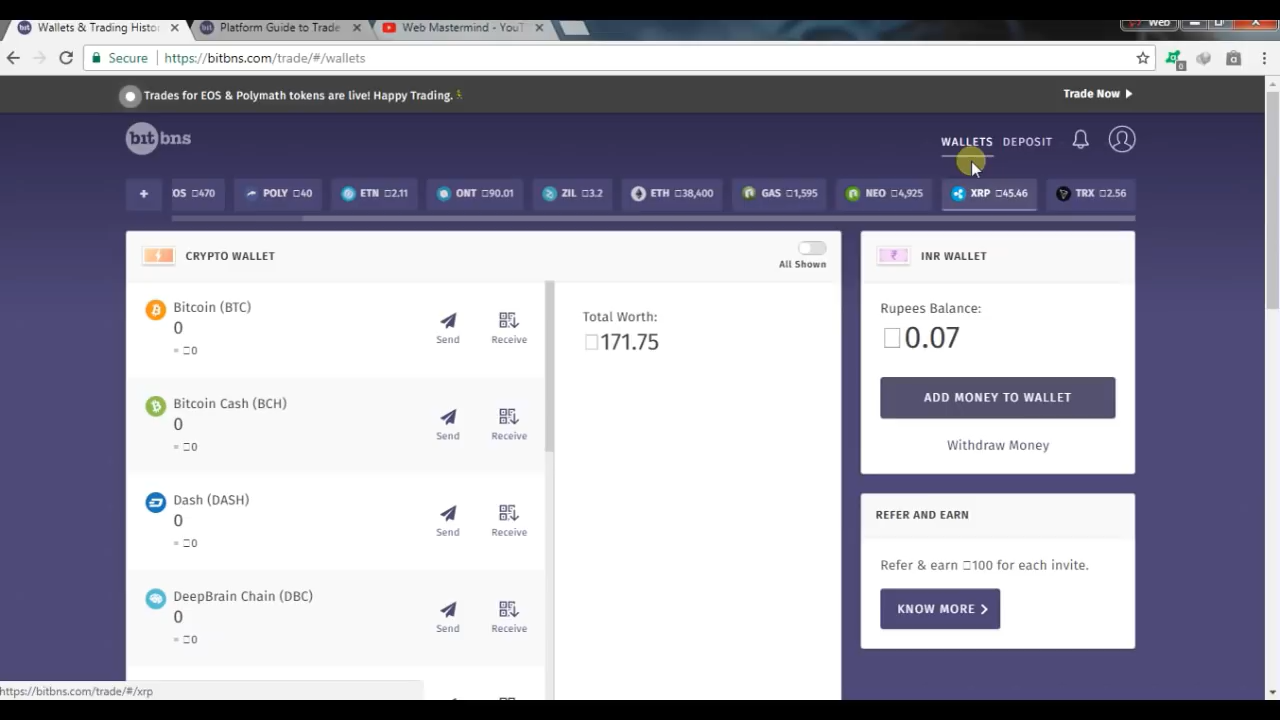 Wallets & Trading Histo
Platform Guide to Trade
Web Mastermind - YouT
Web
Secure
https://bitbns.com/trade/#/wallets
0
Trades for EOS & Polymath tokens are live! Happy Trading.
Trade Now
bitbns
WALLETS
DEPOSIT
+
OS □470
POLY □40
ETN □2.11
ONT □90.01
ZIL □3.2
ETH □38,400
GAS □1,595
NEO □4,925
XRP □45.46
TRX □2.56
CRYPTO WALLET
All Shown
Bitcoin (BTC)
0
≈ □0
Send
Receive
Bitcoin Cash (BCH)
0
≈ □0
Send
Receive
Dash (DASH)
0
≈ □0
Send
Receive
DeepBrain Chain (DBC)
0
≈ □0
Send
Receive
Total Worth:
□171.75
₹
INR WALLET
Rupees Balance:
□0.07
ADD MONEY TO WALLET
Withdraw Money
REFER AND EARN
Refer & earn □100 for each invite.
KNOW MORE >
https://bitbns.com/trade/#/xrp